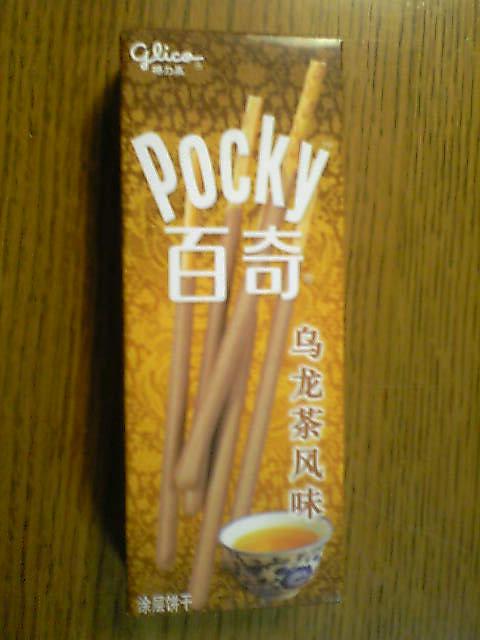 Glico
格力高
Pocky
百奇
乌龙茶风味
涂层饼干